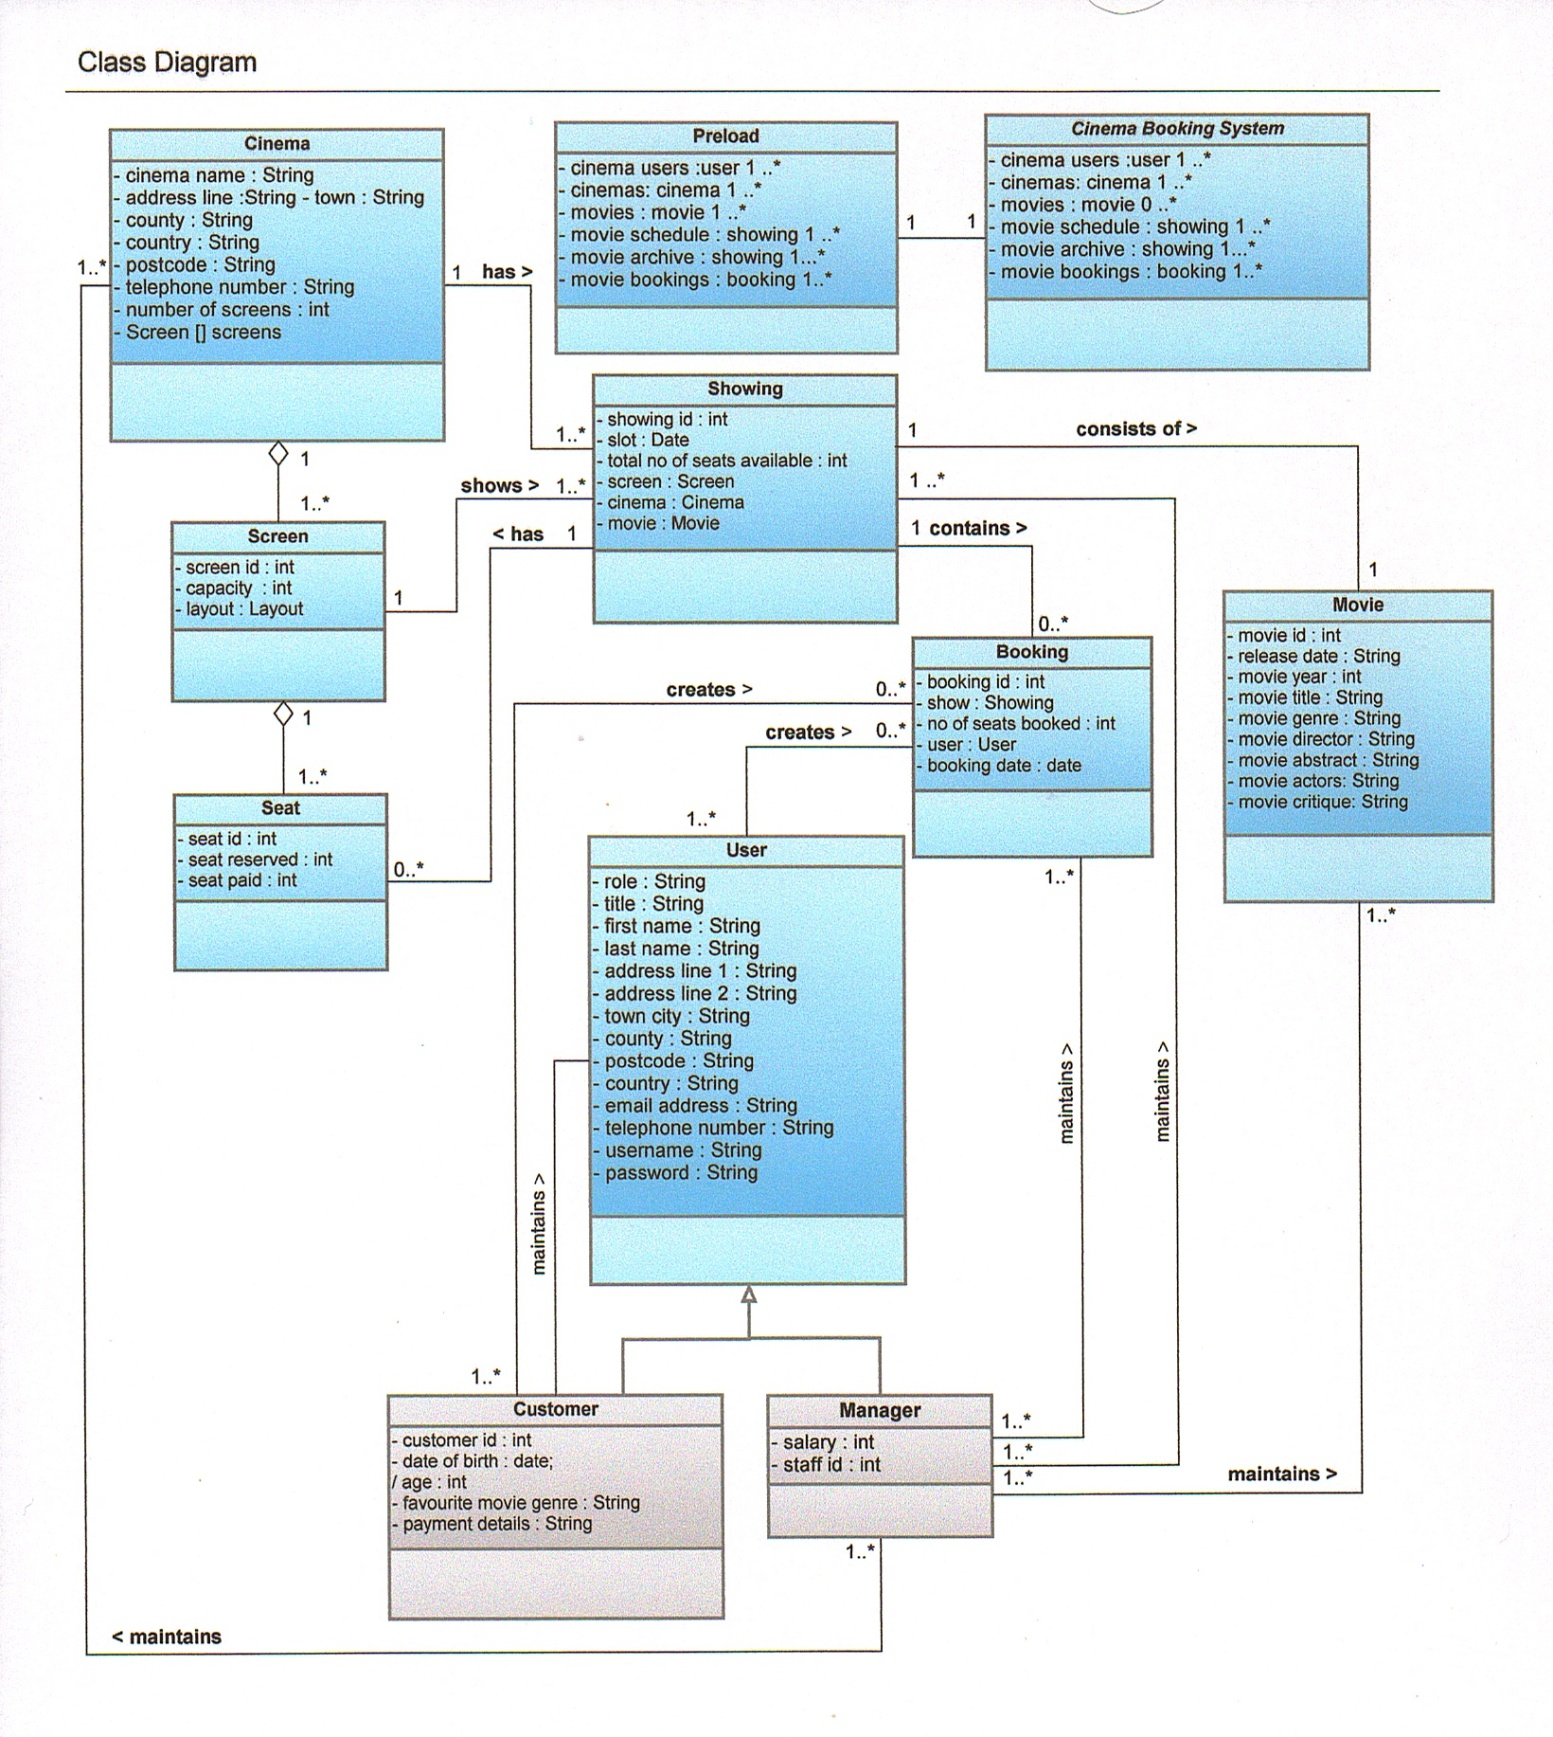 Class Diagram
Cinema
- cinema name : String
- address line :String - town : String
- county : String
- country : String
- postcode : String
- telephone number : String
- number of screens : int
- Screen [] screens
1..*
1 has >
Preload
- cinema users :user 1 ..*
- cinemas: cinema 1 ..*
- movies : movie 1 ..*
- movie schedule : showing 1 ..*
- movie archive : showing 1...*
- movie bookings : booking 1..*
1
1
Cinema Booking System
- cinema users :user 1 ..*
- cinemas: cinema 1 ..*
- movies : movie 0 ..*
- movie schedule : showing 1 ..*
- movie archive : showing 1...*
- movie bookings : booking 1..*
Showing
- showing id : int
- slot : Date
- total no of seats available : int
- screen : Screen
- cinema : Cinema
- movie : Movie
1..*
shows > 1..*
< has 1
1
consists of >
1 ..*
1 contains >
1
1..*
Screen
- screen id : int
- capacity : int
- layout : Layout
1
1
1..*
Seat
- seat id : int
- seat reserved : int
- seat paid : int
0..*
0..*
Booking
- booking id : int
- show : Showing
- no of seats booked : int
- user : User
- booking date : date
creates > 0..*
creates > 0..*
1..*
1..*
1
Movie
- movie id : int
- release date : String
- movie year : int
- movie title : String
- movie genre : String
- movie director : String
- movie abstract : String
- movie actors: String
- movie critique: String
1..*
User
- role : String
- title : String
- first name : String
- last name : String
- address line 1 : String
- address line 2 : String
- town city : String
- county : String
- postcode : String
- country : String
- email address : String
- telephone number : String
- username : String
- password : String
maintains >
maintains >
maintains >
1..*
Customer
- customer id : int
- date of birth : date;
/ age : int
- favourite movie genre : String
- payment details : String
Manager
- salary : int
- staff id : int
1..*
1..*
1..*
maintains >
1..*
< maintains